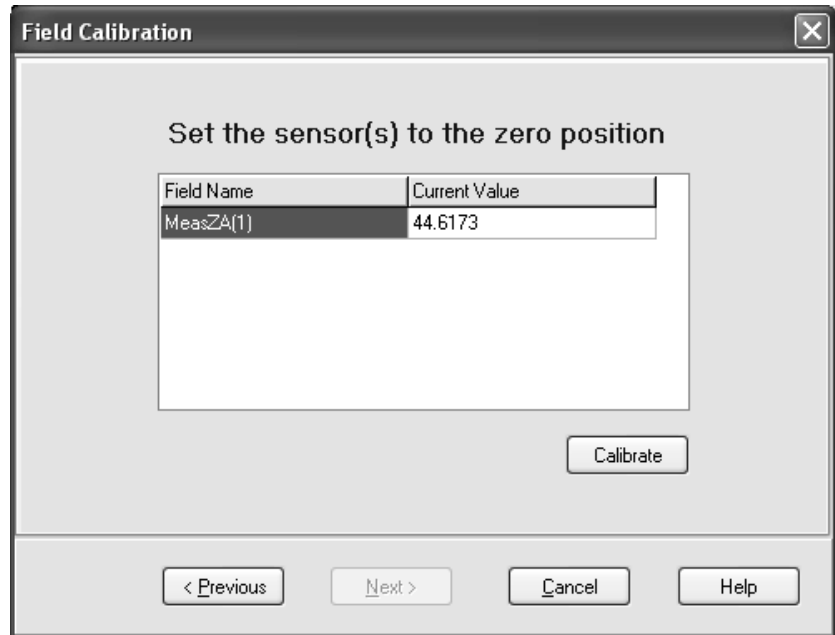 Field Calibration
Set the sensor(s) to the zero position
Field Name Current Value
MeasZA(1) 44.6173
Calibrate
< Previous Next > Cancel Help